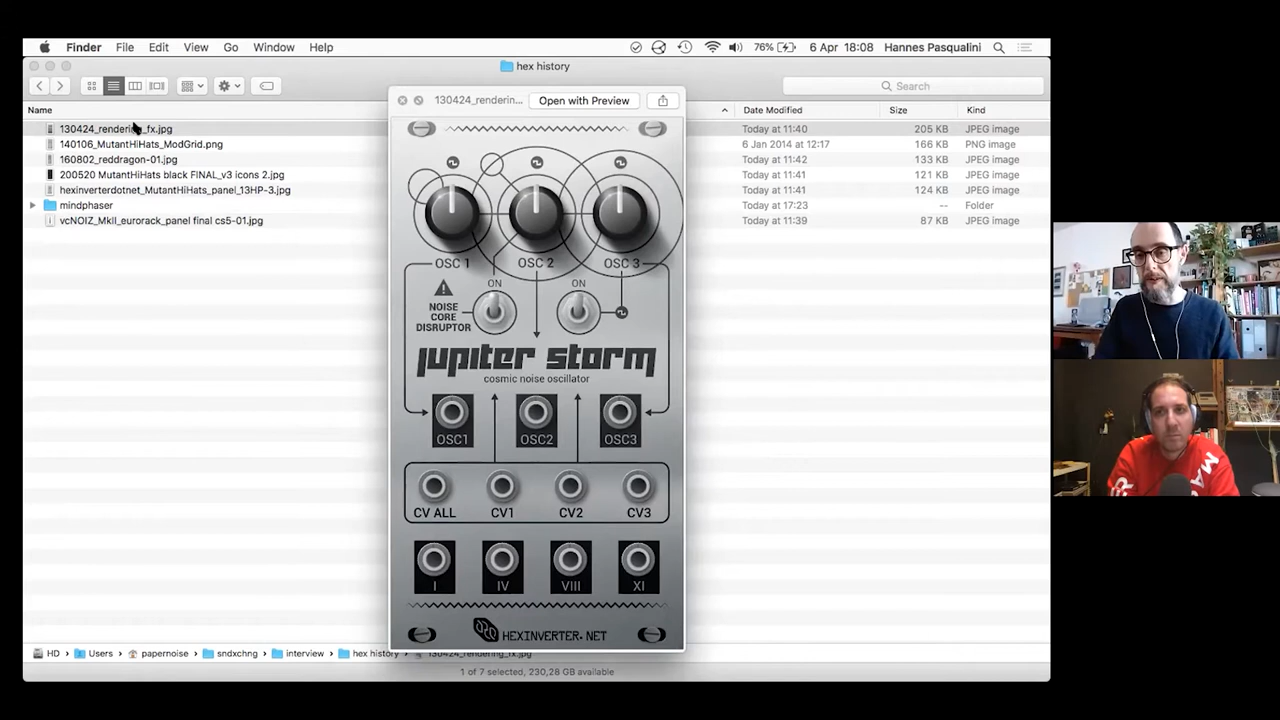 Finder File Edit View Go Window Help 76% 6 Apr 18:08 Hannes Pasqualini
hex history
Search
Name Date Modified Size Kind
130424_rendering_fx.jpg Today at 11:40 205 KB JPEG image
140106_MutantHiHats_ModGrid.png 6 Jan 2014 at 12:17 166 KB PNG image
160802_reddragon-01.jpg Today at 11:42 133 KB JPEG image
200520 MutantHiHats black FINAL_v3 icons 2.jpg Today at 11:41 121 KB JPEG image
hexinverterdotnet_MutantHiHats_panel_13HP-3.jpg Today at 11:41 124 KB JPEG image
mindphaser Today at 17:23 -- Folder
vcNOIZ_MkII_eurorack_panel final cs5-01.jpg Today at 11:39 87 KB JPEG image
130424_renderin... Open with Preview
OSC 1 OSC 2 OSC 3
ON ON
NOISE
CORE
DISRUPTOR
jupiter storm
cosmic noise oscillator
OSC1 OSC2 OSC3
CV ALL CV1 CV2 CV3
I IV VIII XI
HEXINVERTER.NET
HD › Users › papernoise › sndxchng › interview › hex history › 130424_rendering_fx.jpg
1 of 7 selected, 230,28 GB available